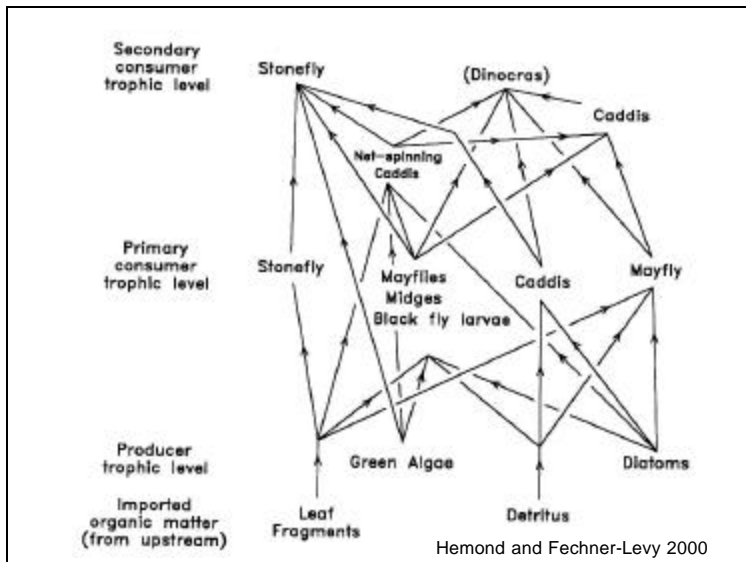 Secondary
consumer
trophic level
Stonefly
(Dinocras)
Caddis
Net-spinning
Caddis
Primary
consumer
trophic level
Stonefly
Mayflies
Midges
Black fly larvae
Caddis
Mayfly
Producer
trophic level
Green Algae
Diatoms
Imported
organic matter
(from upstream)
Leaf
Fragments
Detritus
Hemond and Fechner-Levy 2000